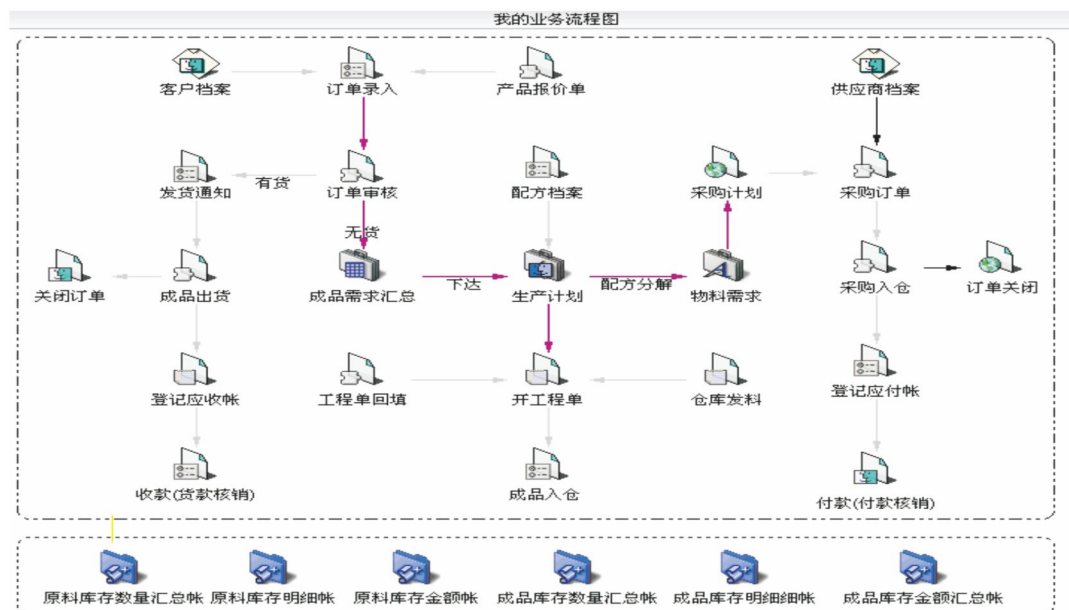 我的业务流程图
客户档案
订单录入
产品报价单
供应商档案
发货通知
有货
订单审核
配方档案
采购计划
采购订单
无货
关闭订单
成品出货
成品需求汇总
下达
生产计划
配方分解
物料需求
采购入仓
订单关闭
登记应收帐
工程单回填
开工程单
仓库发料
登记应付帐
收款(货款核销)
成品入仓
付款(付款核销)
原料库存数量汇总帐
原料库存明细帐
原料库存金额帐
成品库存数量汇总帐
成品库存明细细帐
成品库存金额汇总帐